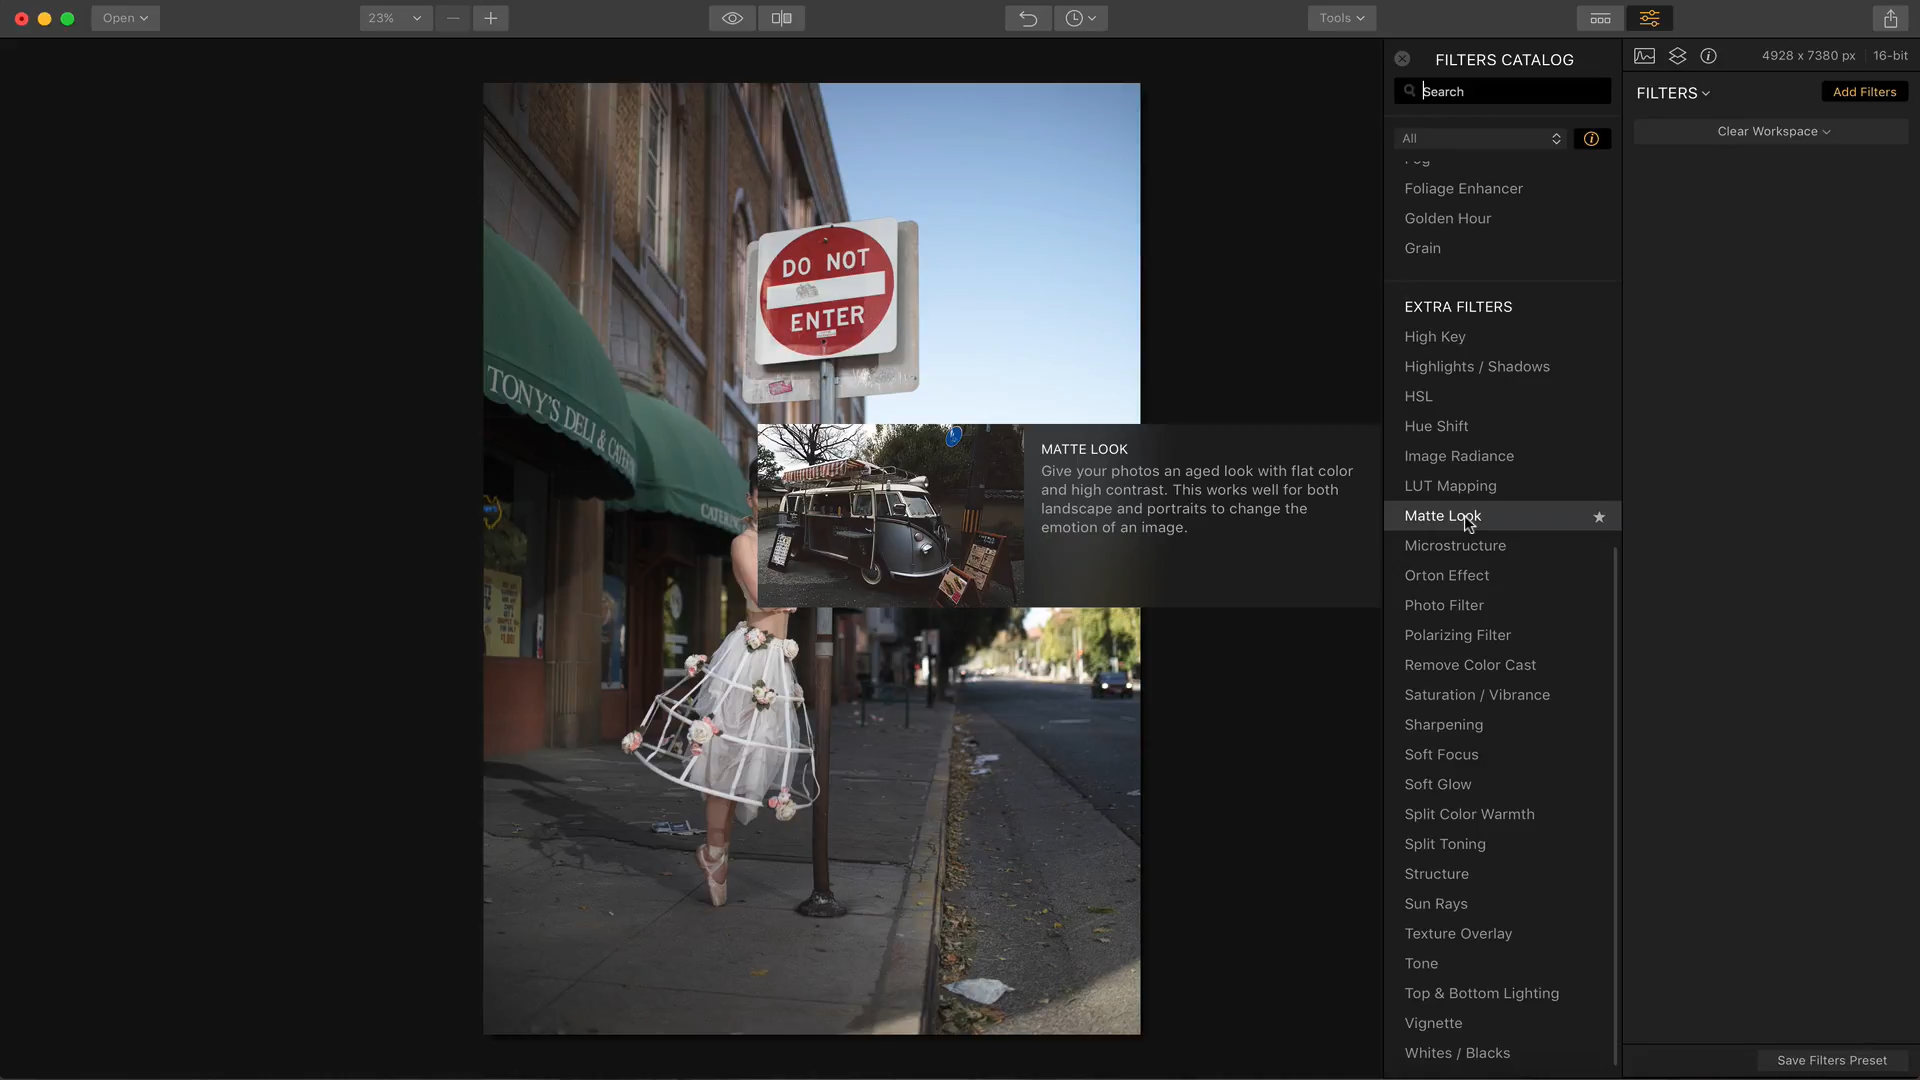 Open
23%
Tools
FILTERS CATALOG
4928 x 7380 px
16-bit
Search
FILTERS
Add Filters
All
Clear Workspace
Fog
Foliage Enhancer
Golden Hour
Grain
EXTRA FILTERS
High Key
Highlights / Shadows
HSL
Hue Shift
Image Radiance
LUT Mapping
Matte Look
Microstructure
Orton Effect
Photo Filter
Polarizing Filter
Remove Color Cast
Saturation / Vibrance
Sharpening
Soft Focus
Soft Glow
Split Color Warmth
Split Toning
Structure
Sun Rays
Texture Overlay
Tone
Top & Bottom Lighting
Vignette
Whites / Blacks
Save Filters Preset
DO NOT
ENTER
TONY'S DELI &
MATTE LOOK
Give your photos an aged look with flat color
and high contrast. This works well for both
landscape and portraits to change the
emotion of an image.